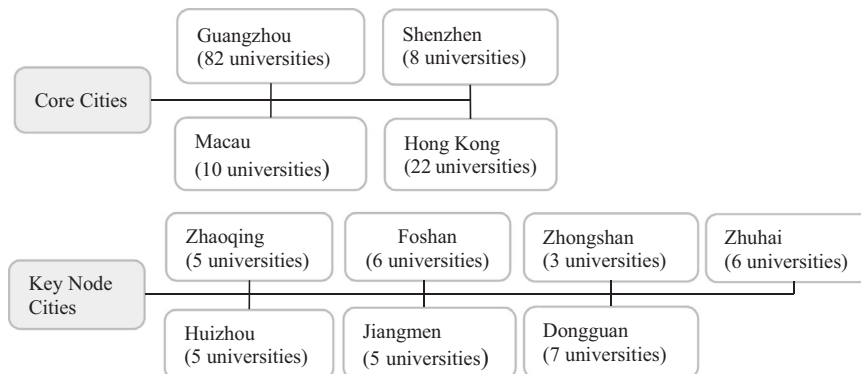 Guangzhou
(82 universities)
Shenzhen
(8 universities)
Core Cities
Macau
(10 universities)
Hong Kong
(22 universities)
Zhaoqing
(5 universities)
Foshan
(6 universities)
Zhongshan
(3 universities)
Zhuhai
(6 universities)
Key Node
Cities
Huizhou
(5 universities)
Jiangmen
(5 universities)
Dongguan
(7 universities)